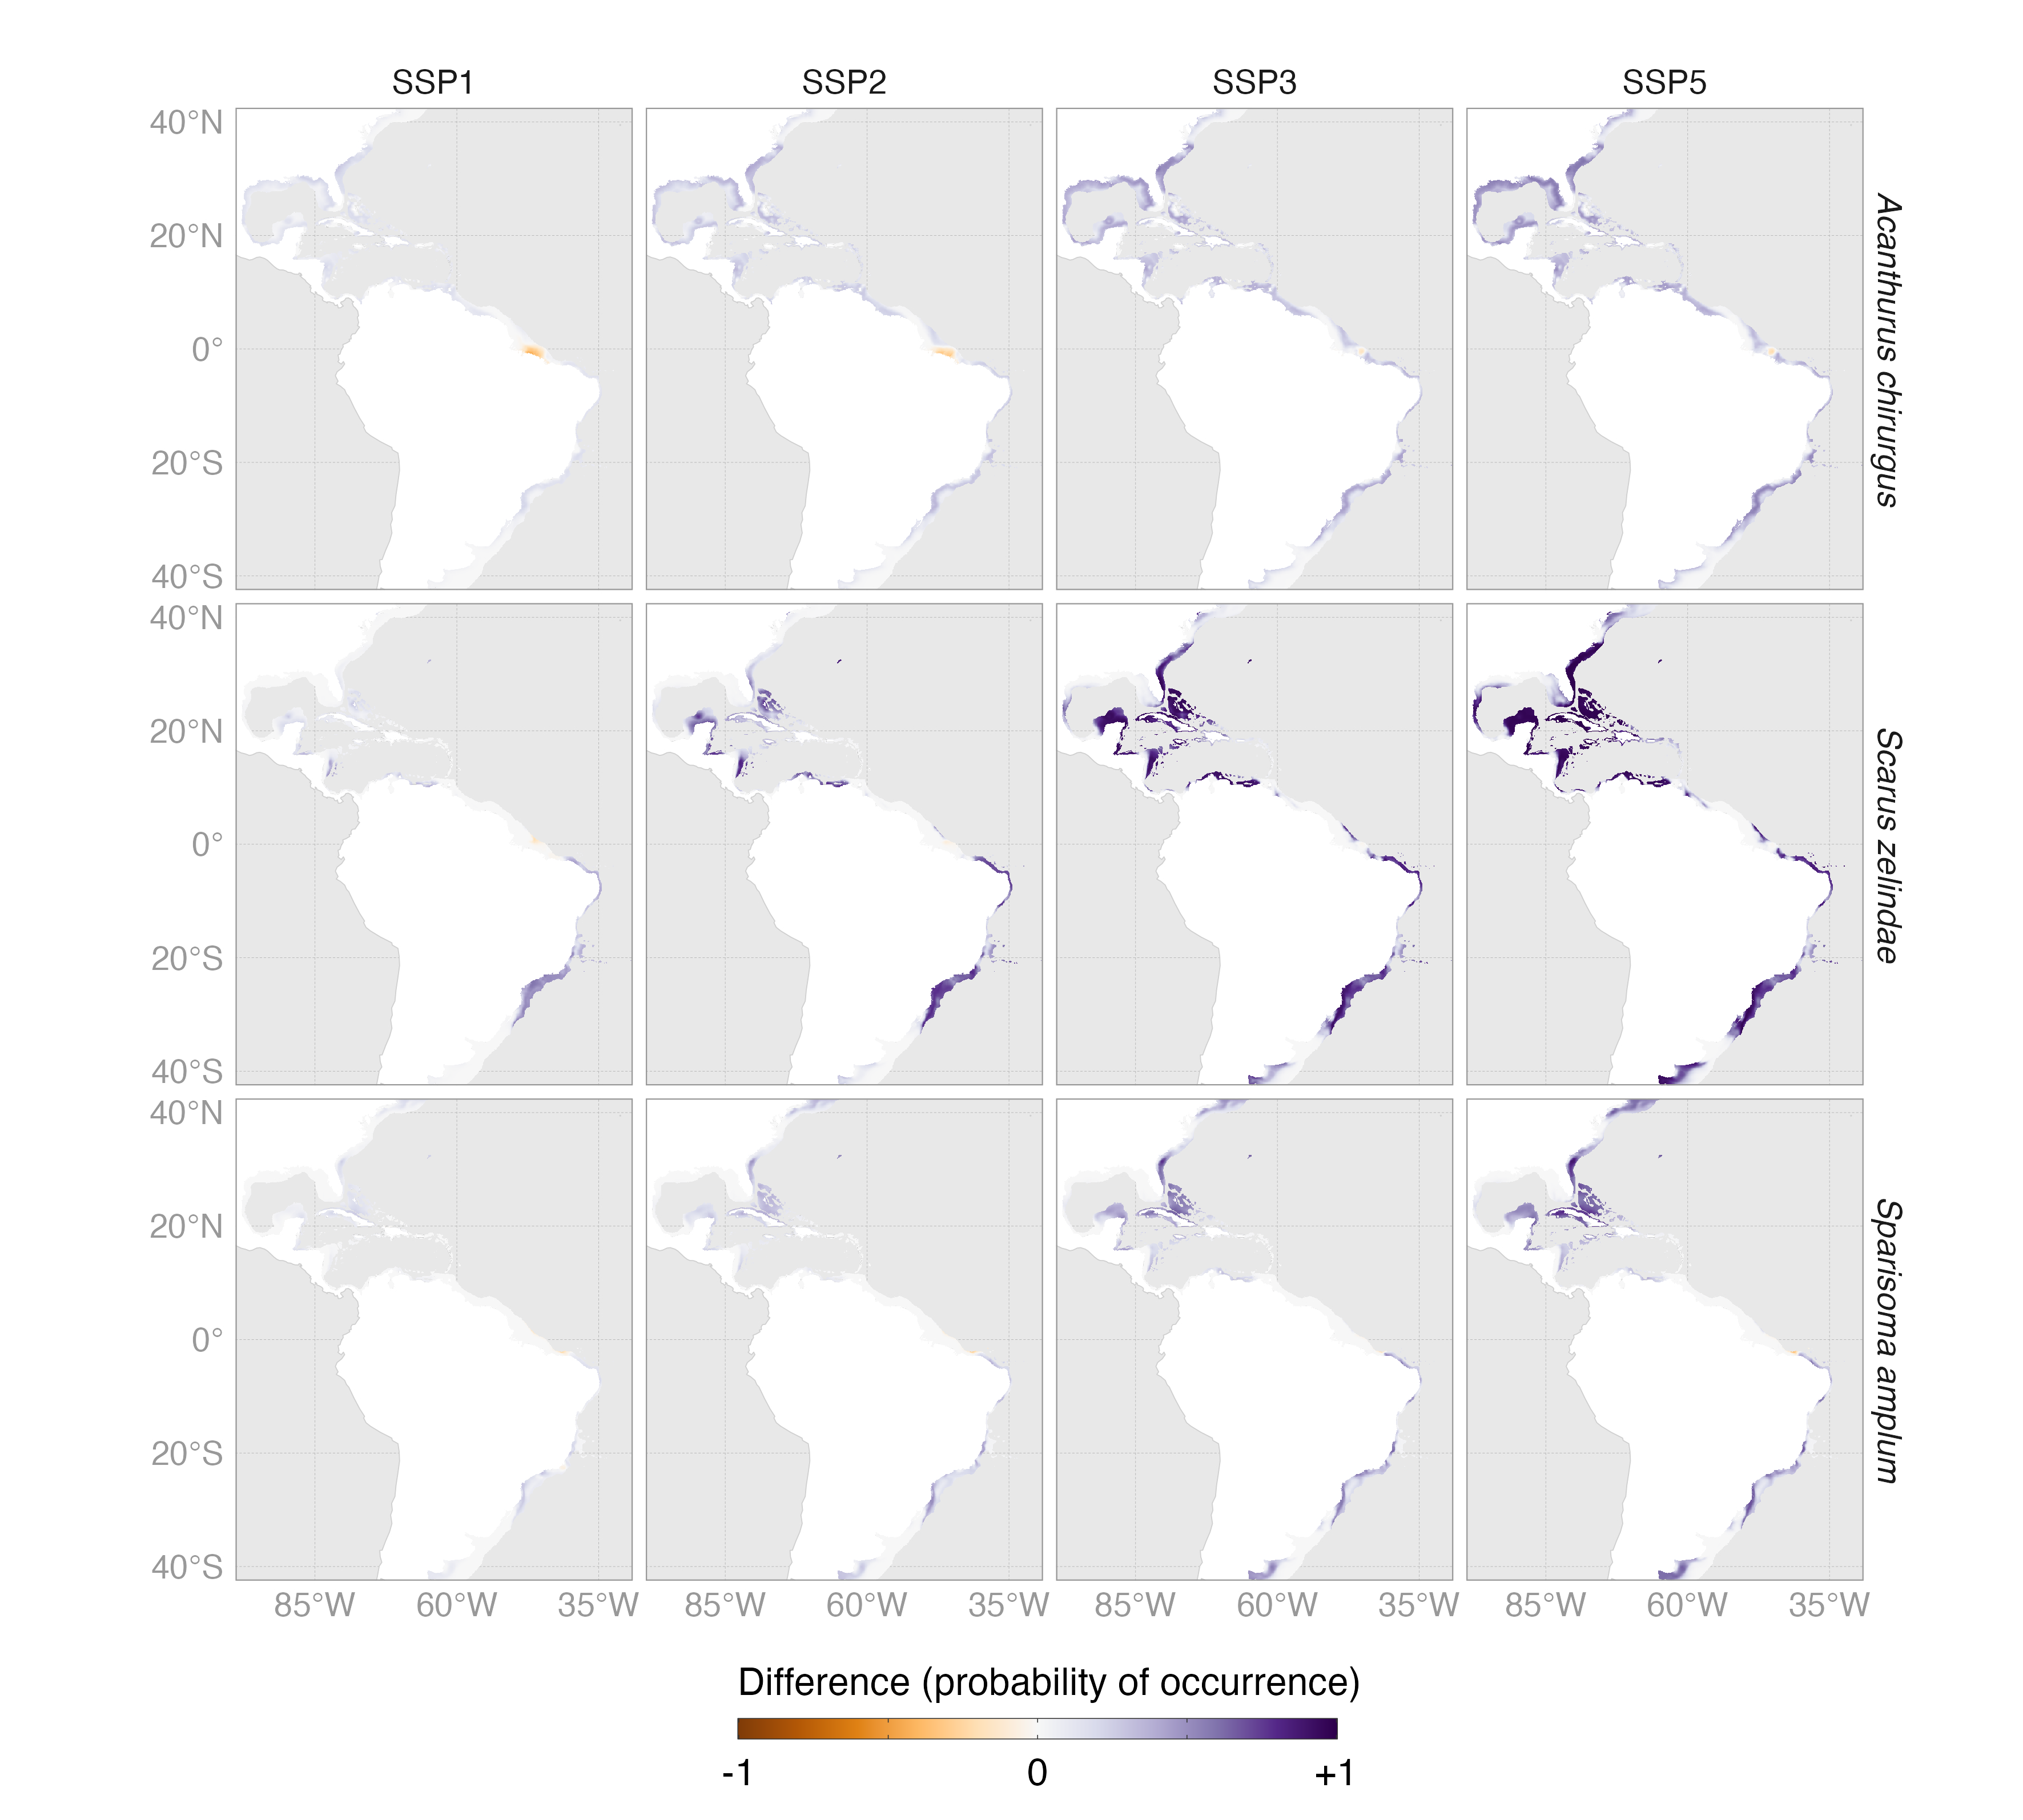 SSP1 SSP2 SSP3 SSP5
40°N
20°N
0°
20°S
40°S
Acanthurus chirurgus
40°N
20°N
0°
20°S
40°S
Scarus zelindae
40°N
20°N
0°
20°S
40°S
Sparisoma amplum
85°W 60°W 35°W 85°W 60°W 35°W 85°W 60°W 35°W 85°W 60°W 35°W
Difference (probability of occurrence)
-1 0 +1